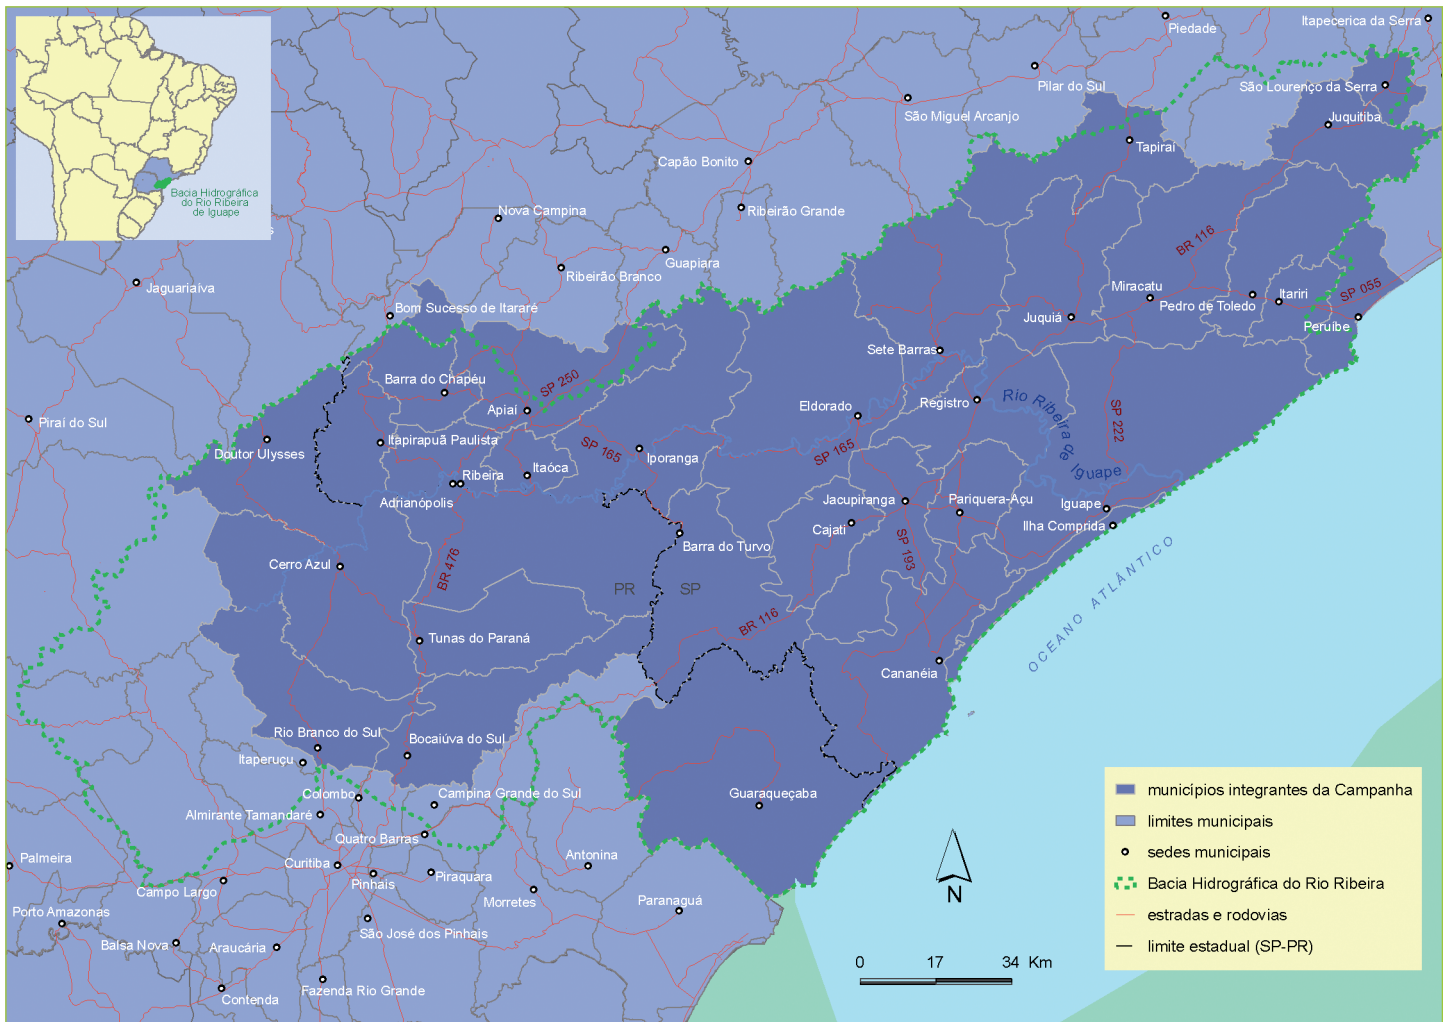 Bacia Hidrográfica
do Rio Ribeira
de Iguape
Piedade
Itapecerica da Serra
Pilar do Sul
São Lourenço da Serra
São Miguel Arcanjo
Juquitiba
Tapiraí
Capão Bonito
SP 079
Nova Campina
Ribeirão Grande
BR 116
Guapiara
Ribeirão Branco
Jaguariaíva
Miracatu
Itariri
SP 055
Pedro de Toledo
Bom Sucesso de Itararé
Juquiá
Peruíbe
Sete Barras
Barra do Chapéu
SP 250
Apiaí
Eldorado
Registro
Rio Ribeira de Iguape
SP 222
Piraí do Sul
Itapirapuã Paulista
Doutor Ulysses
SP 165
Iporanga
SP 165
Ribeira
Itaóca
Adrianópolis
Jacupiranga
Pariquera-Açu
Iguape
Cajati
Ilha Comprida
Barra do Turvo
SP 193
Cerro Azul
BR 476
PR
SP
OCEANO ATLÂNTICO
BR 116
Tunas do Paraná
Cananéia
Rio Branco do Sul
Bocaiúva do Sul
Itaperuçu
Colombo
Campina Grande do Sul
Guaraqueçaba
Almirante Tamandaré
Quatro Barras
Palmeira
Curitiba
Antonina
Pinhais
Piraquara
Campo Largo
Morretes
Paranaguá
Porto Amazonas
São José dos Pinhais
Balsa Nova
Araucária
Contenda
Fazenda Rio Grande
municípios integrantes da Campanha
limites municipais
sedes municipais
Bacia Hidrográfica do Rio Ribeira
estradas e rodovias
limite estadual (SP-PR)
N
0 17 34 Km